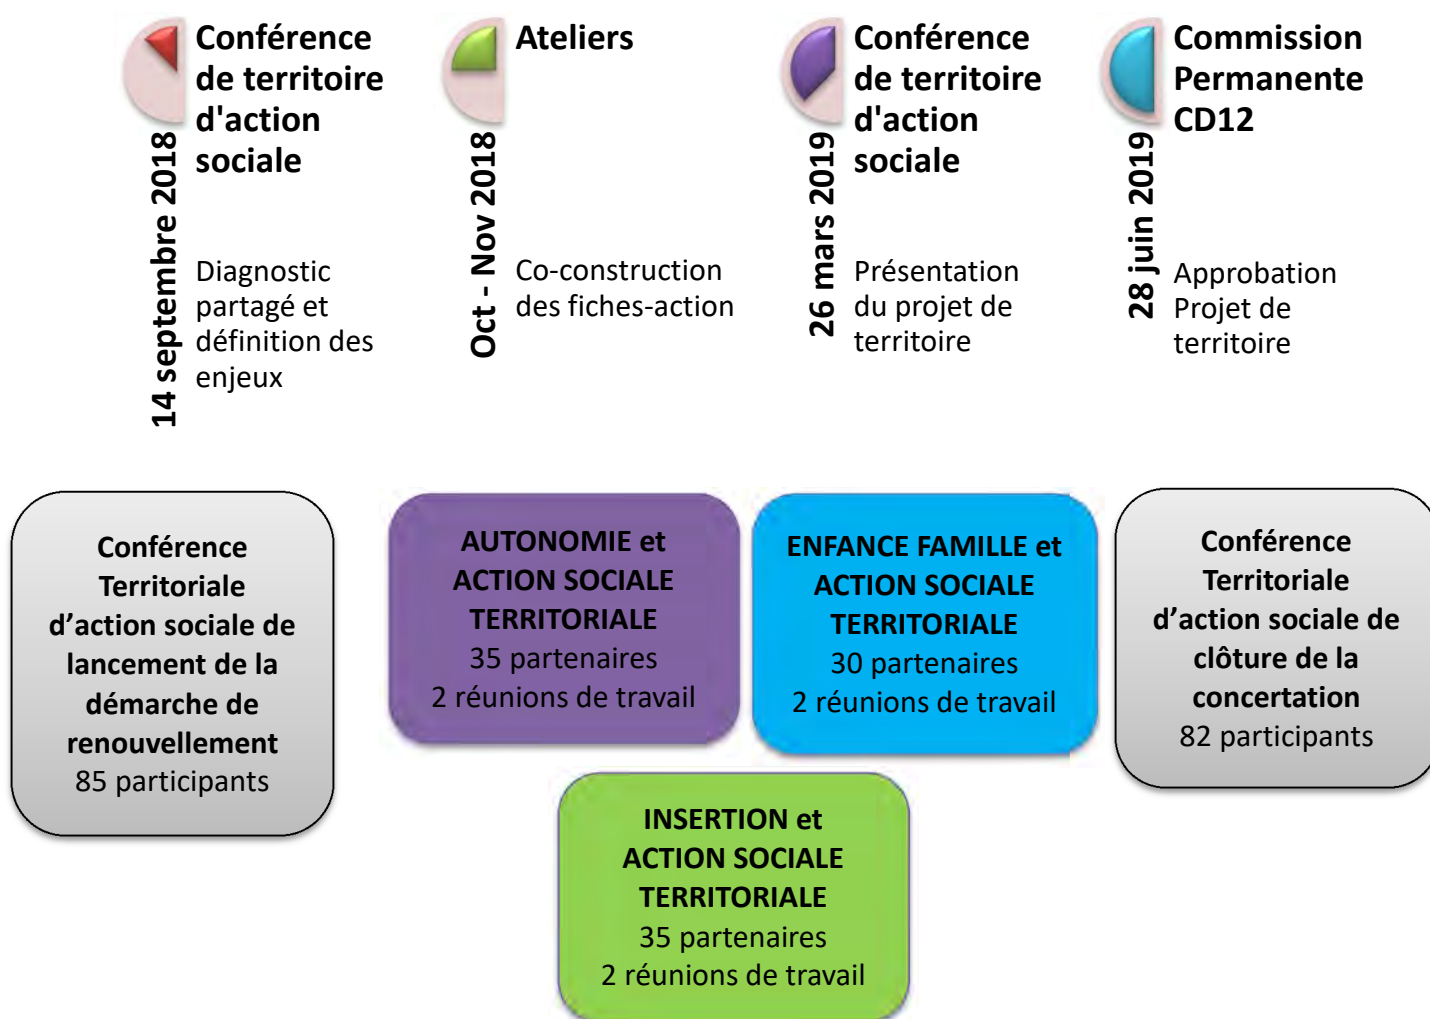 14 septembre 2018
Conférence
de territoire
d'action
sociale
Diagnostic
partagé et
définition des
enjeux
Oct - Nov 2018
Ateliers
Co-construction
des fiches-action
26 mars 2019
Conférence
de territoire
d'action
sociale
Présentation
du projet de
territoire
28 juin 2019
Commission
Permanente
CD12
Approbation
Projet de
territoire
Conférence
Territoriale
d’action sociale de
lancement de la
démarche de
renouvellement
85 participants
AUTONOMIE et
ACTION SOCIALE
TERRITORIALE
35 partenaires
2 réunions de travail
ENFANCE FAMILLE et
ACTION SOCIALE
TERRITORIALE
30 partenaires
2 réunions de travail
Conférence
Territoriale
d’action sociale de
clôture de la
concertation
82 participants
INSERTION et
ACTION SOCIALE
TERRITORIALE
35 partenaires
2 réunions de travail